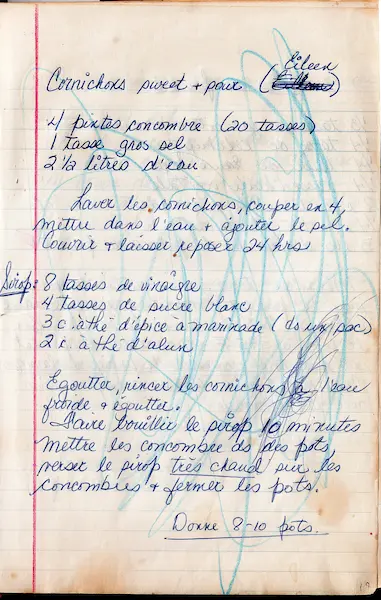 Cornichons sweet + sour (Eileen)
4 pintes concombre (20 tasses)
1 tasse gros sel
2 1/2 litres d'eau
Laver les cornichons, couper en 4,
mettre dans l'eau + ajouter le sel.
Couvrir + laisser reposer 24 hrs
Sirop: 8 tasses de vinaigre
4 tasses de sucre blanc
3 c. à thé d'épice à marinade (ds un sac)
2 c. à thé d'alun
Egoutter, rincer les cornichons à l'eau
froide + égoutter.
Faire bouillir le sirop 10 minutes
mettre les concombre ds des pots,
verser le sirop très chaud sur les
concombres + fermer les pots.
Donne 8-10 pots.